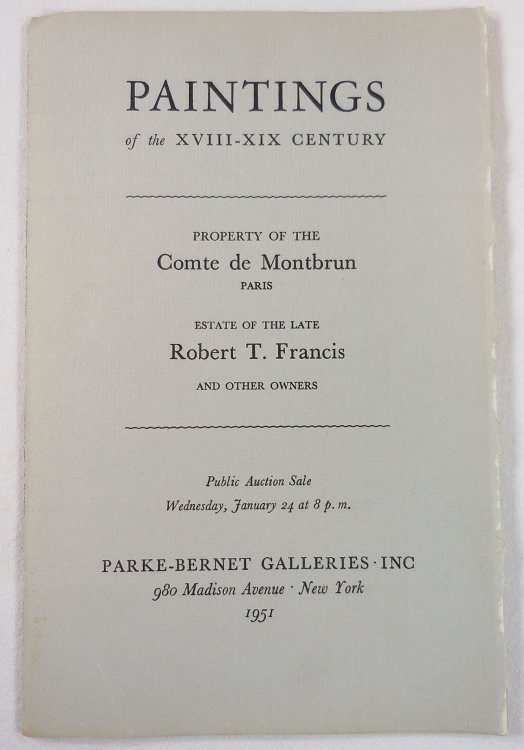 PAINTINGS
of the XVIII-XIX CENTURY
PROPERTY OF THE
Comte de Montbrun
PARIS
ESTATE OF THE LATE
Robert T. Francis
AND OTHER OWNERS
Public Auction Sale
Wednesday, January 24 at 8 p. m.
PARKE-BERNET GALLERIES · INC
980 Madison Avenue · New York
1951